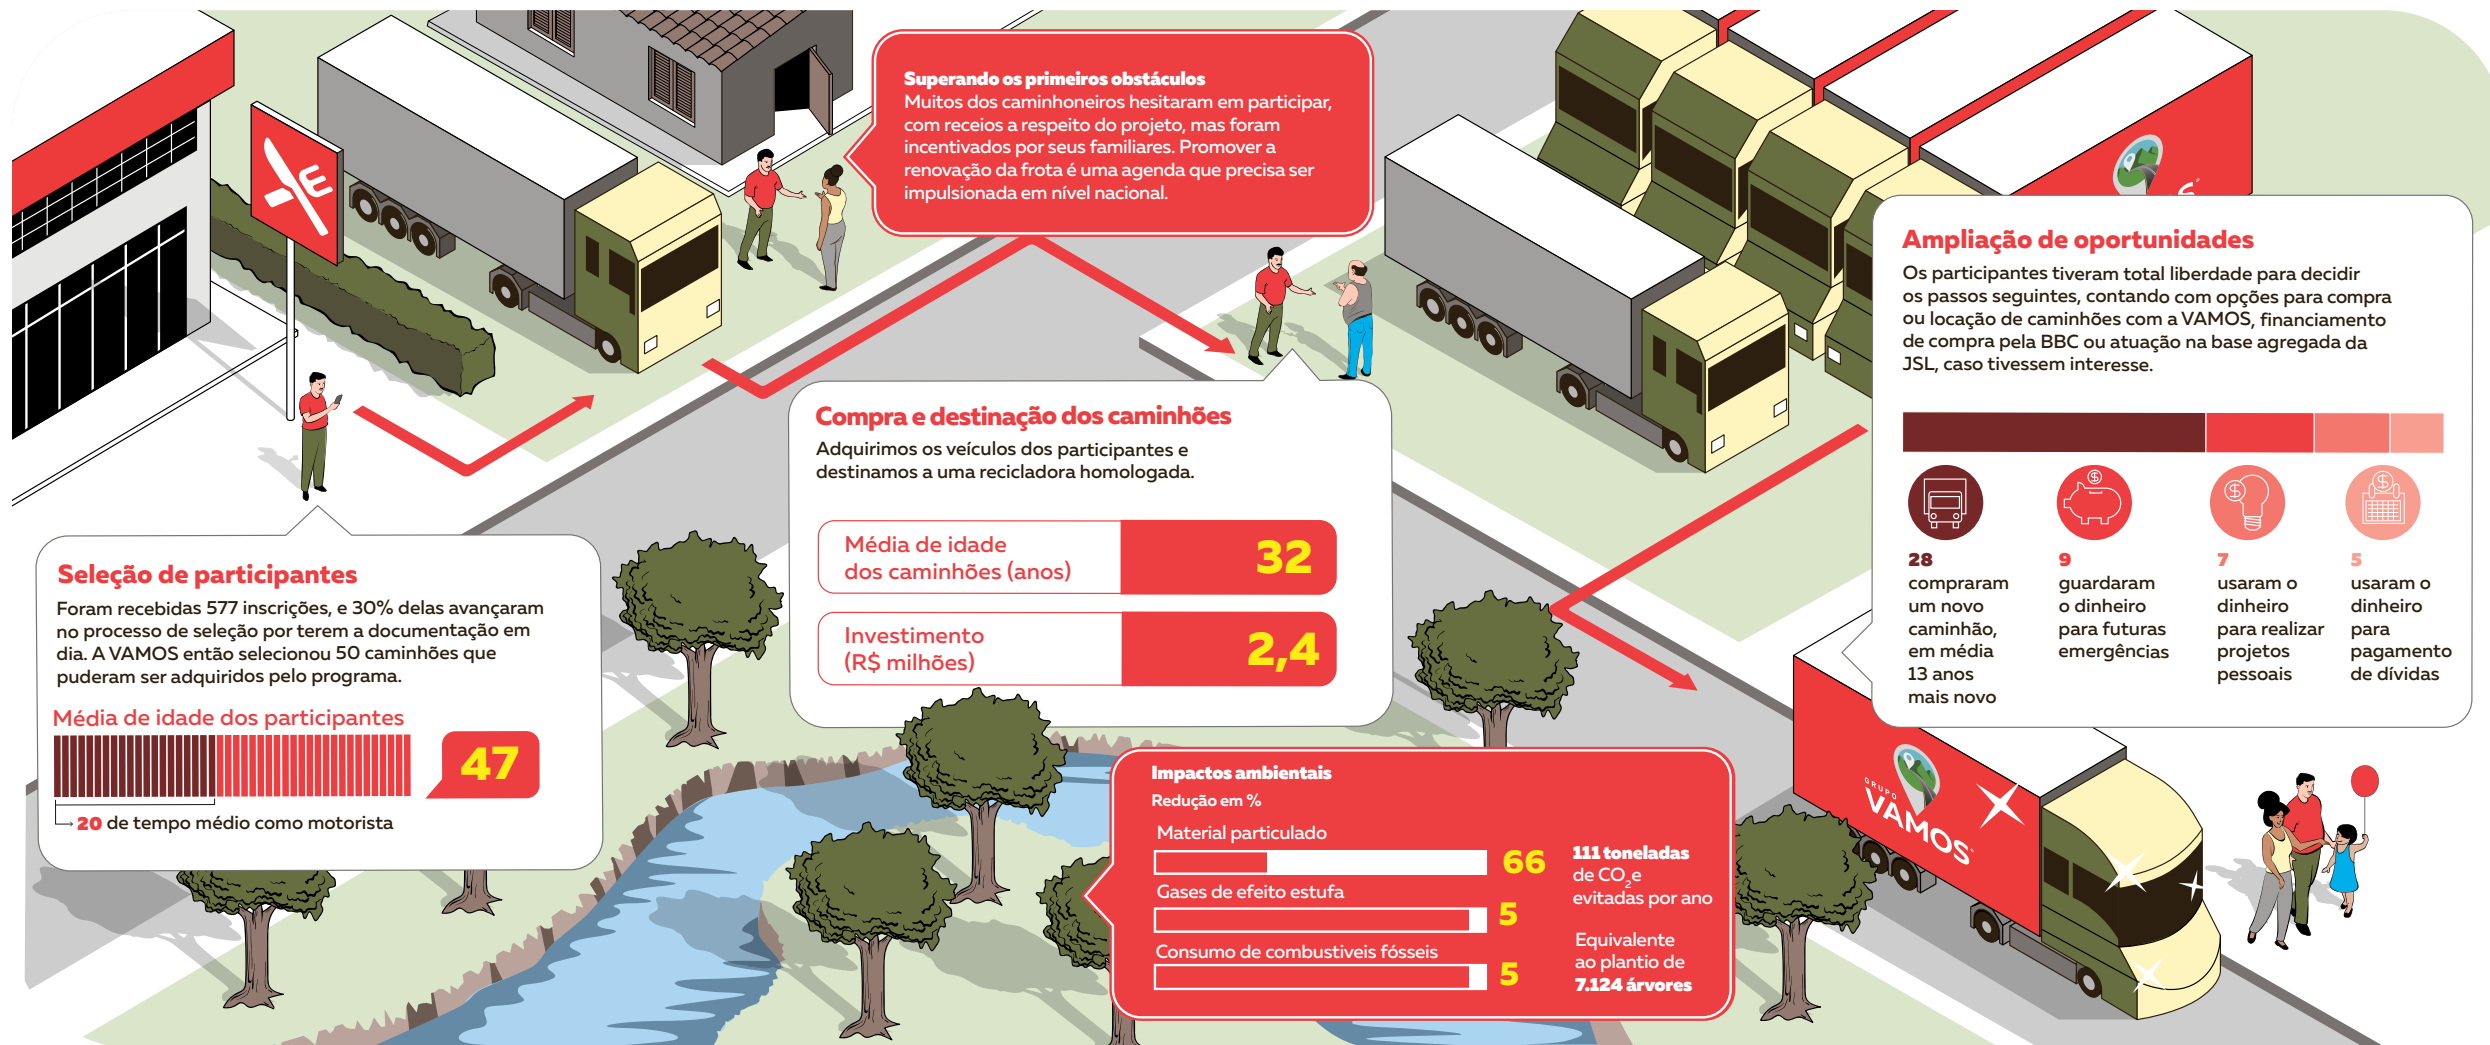 Superando os primeiros obstáculos
Muitos dos caminhoneiros hesitaram em participar,
com receios a respeito do projeto, mas foram
incentivados por seus familiares. Promover a
renovação da frota é uma agenda que precisa ser
impulsionada em nível nacional.
Seleção de participantes
Foram recebidas 577 inscrições, e 30% delas avançaram
no processo de seleção por terem a documentação em
dia. A VAMOS então selecionou 50 caminhões que
puderam ser adquiridos pelo programa.
Média de idade dos participantes
47
20 de tempo médio como motorista
Compra e destinação dos caminhões
Adquirimos os veículos dos participantes e
destinamos a uma recicladora homologada.
Média de idade
dos caminhões (anos)
32
Investimento
(R$ milhões)
2,4
Ampliação de oportunidades
Os participantes tiveram total liberdade para decidir
os passos seguintes, contando com opções para compra
ou locação de caminhões com a VAMOS, financiamento
de compra pela BBC ou atuação na base agregada da
JSL, caso tivessem interesse.
28
compraram
um novo
caminhão,
em média
13 anos
mais novo
9
guardaram
o dinheiro
para futuras
emergências
7
usaram o
dinheiro
para realizar
projetos
pessoais
5
usaram o
dinheiro
para
pagamento
de dívidas
Impactos ambientais
Redução em %
Material particulado
66
Gases de efeito estufa
5
Consumo de combustiveis fósseis
5
111 toneladas
de CO2e
evitadas por ano
Equivalente
ao plantio de
7.124 árvores
GRUPO
VAMOS